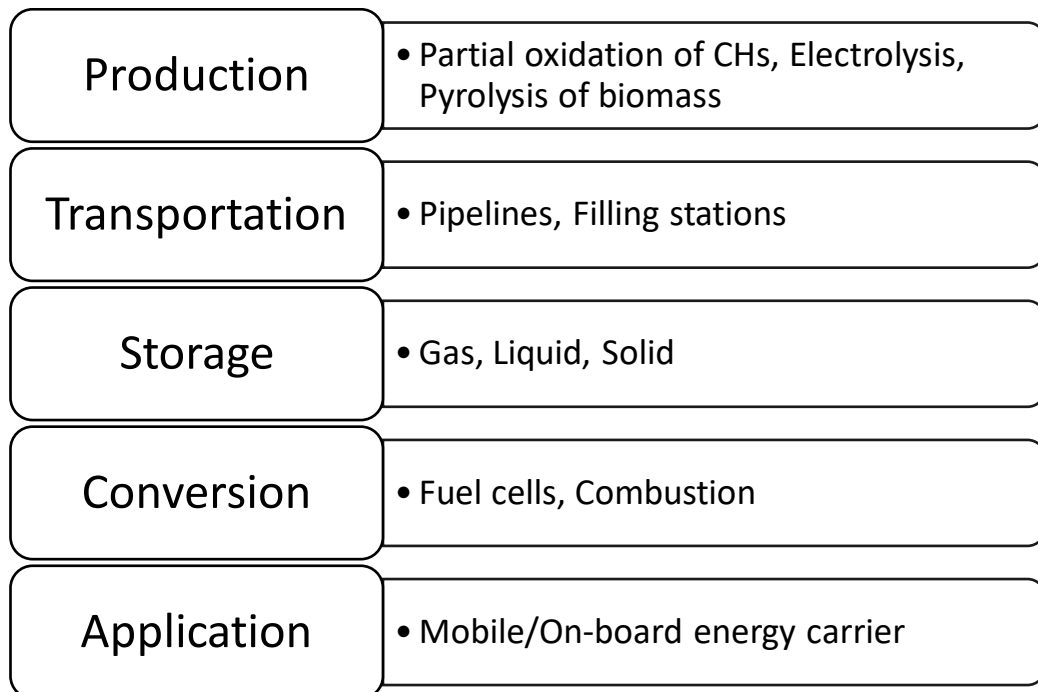 Production
• Partial oxidation of CHs, Electrolysis,
Pyrolysis of biomass
Transportation
• Pipelines, Filling stations
Storage
• Gas, Liquid, Solid
Conversion
• Fuel cells, Combustion
Application
• Mobile/On-board energy carrier